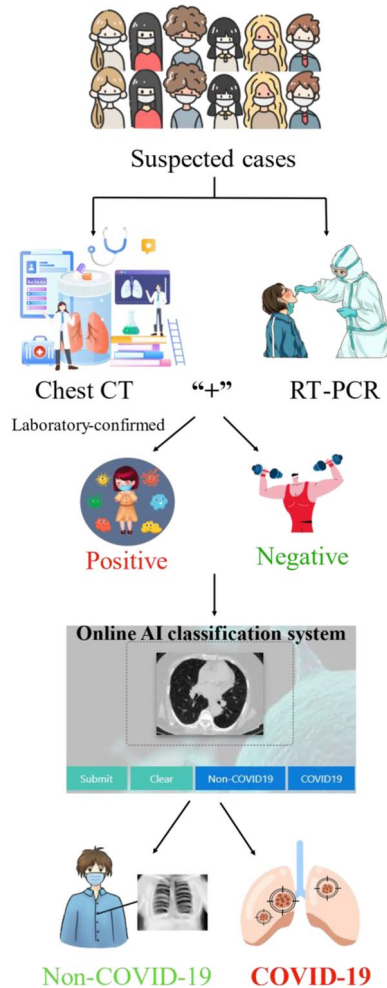 Suspected cases
Chest CT “+” RT-PCR
Laboratory-confirmed
Positive Negative
Online AI classification system
Submit Clear Non-COVID19 COVID19
Non-COVID-19 COVID-19